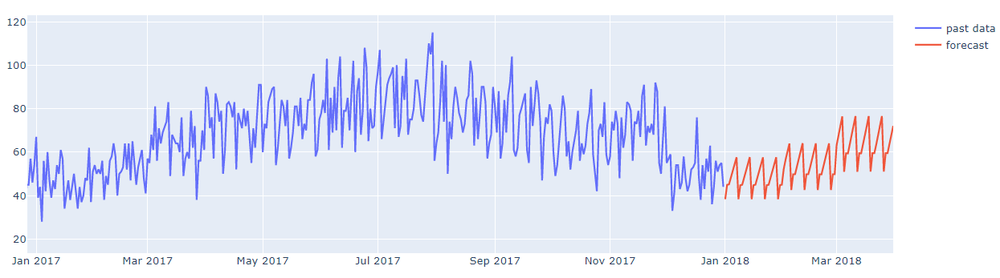 120
100
80
60
40
20
Jan 2017
Mar 2017
May 2017
Jul 2017
Sep 2017
Nov 2017
Jan 2018
Mar 2018
past data
forecast